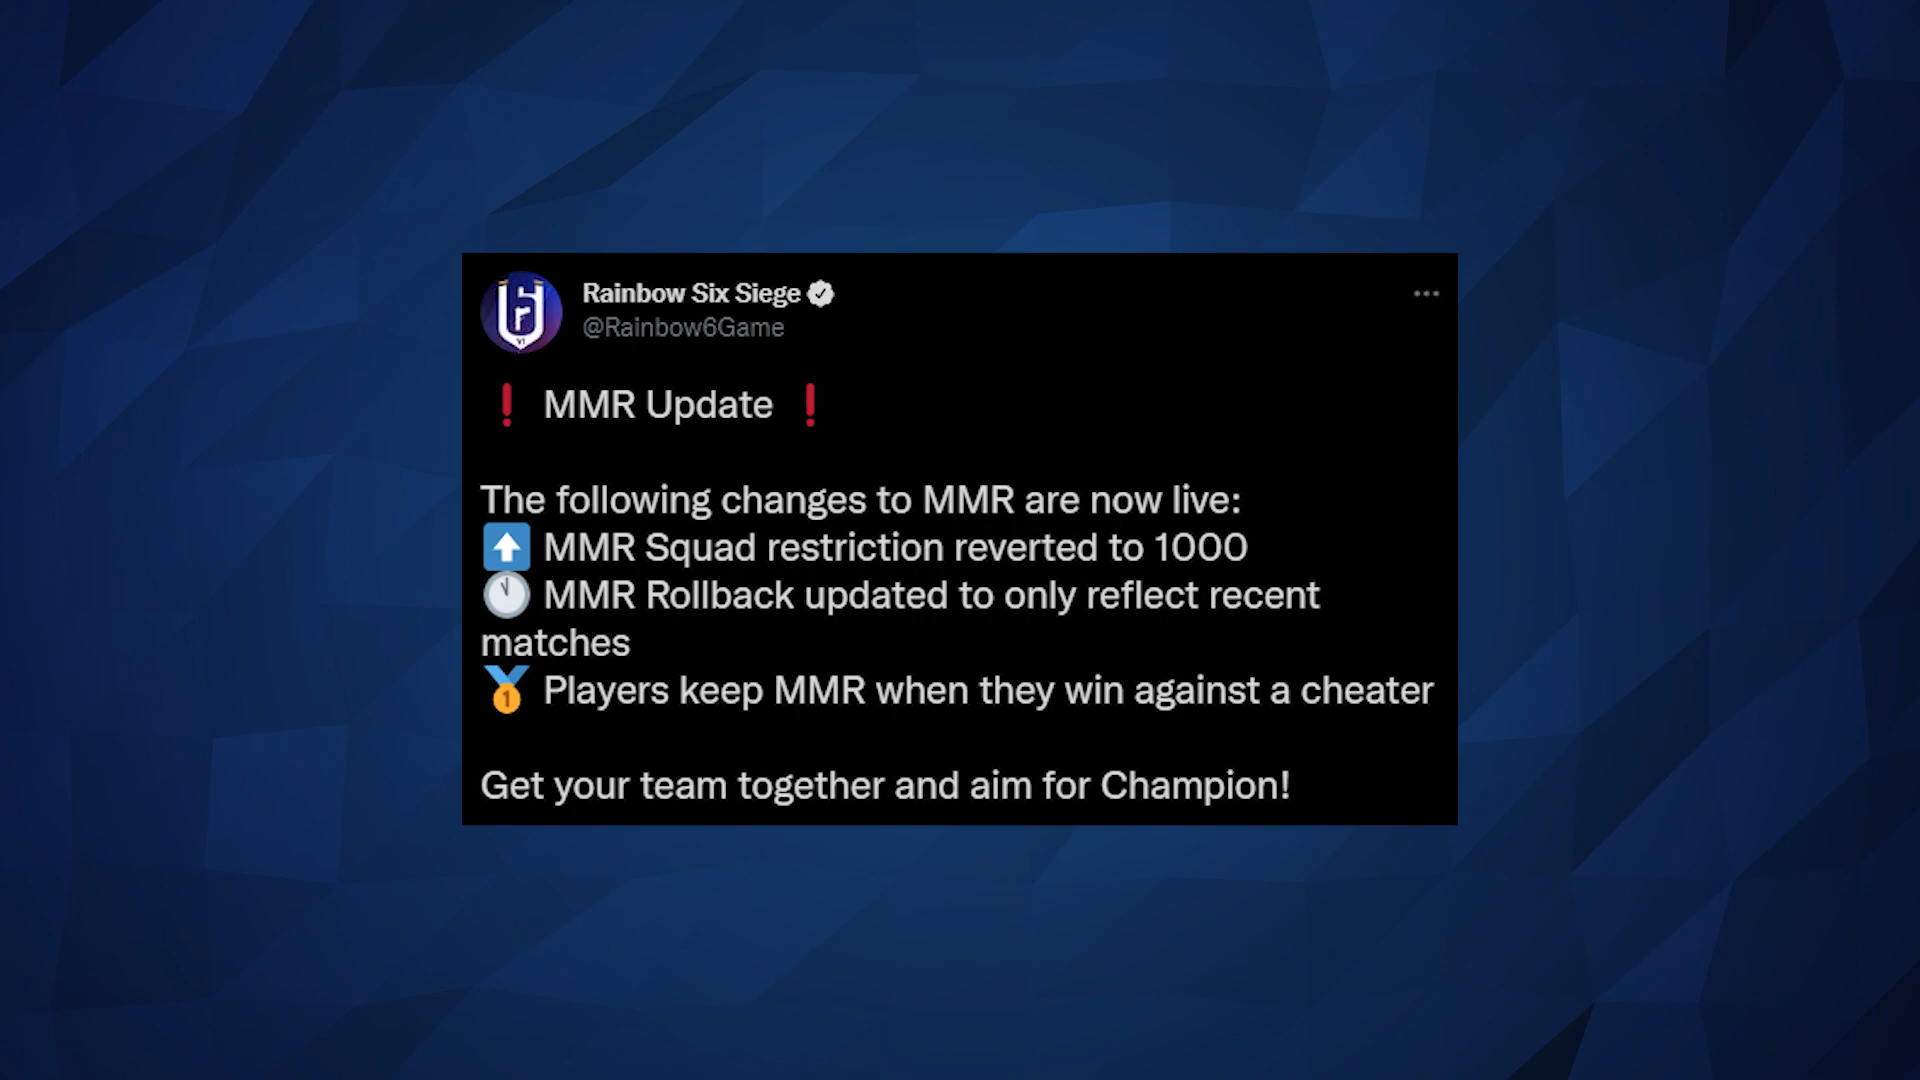 Rainbow Six Siege
@Rainbow6Game
❗ MMR Update ❗
The following changes to MMR are now live:
⬆️ MMR Squad restriction reverted to 1000
🕚 MMR Rollback updated to only reflect recent
matches
🥇 Players keep MMR when they win against a cheater
Get your team together and aim for Champion!